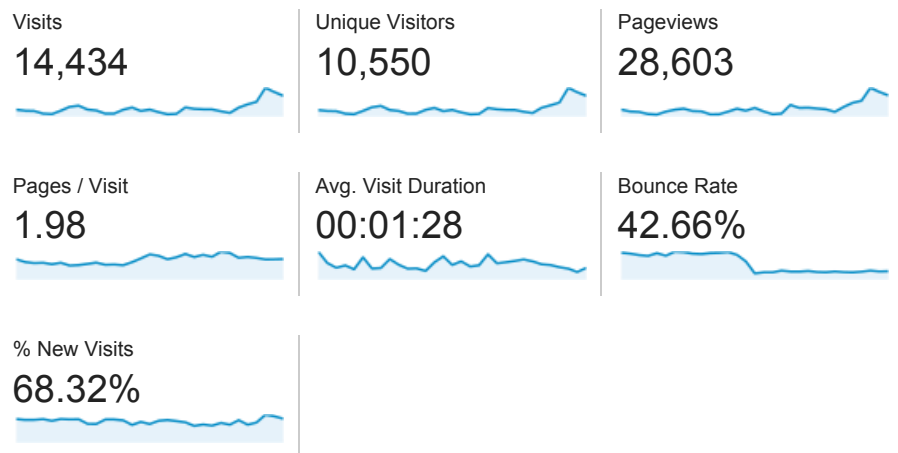 Visits
14,434
Unique Visitors
10,550
Pageviews
28,603
Pages / Visit
1.98
Avg. Visit Duration
00:01:28
Bounce Rate
42.66%
% New Visits
68.32%